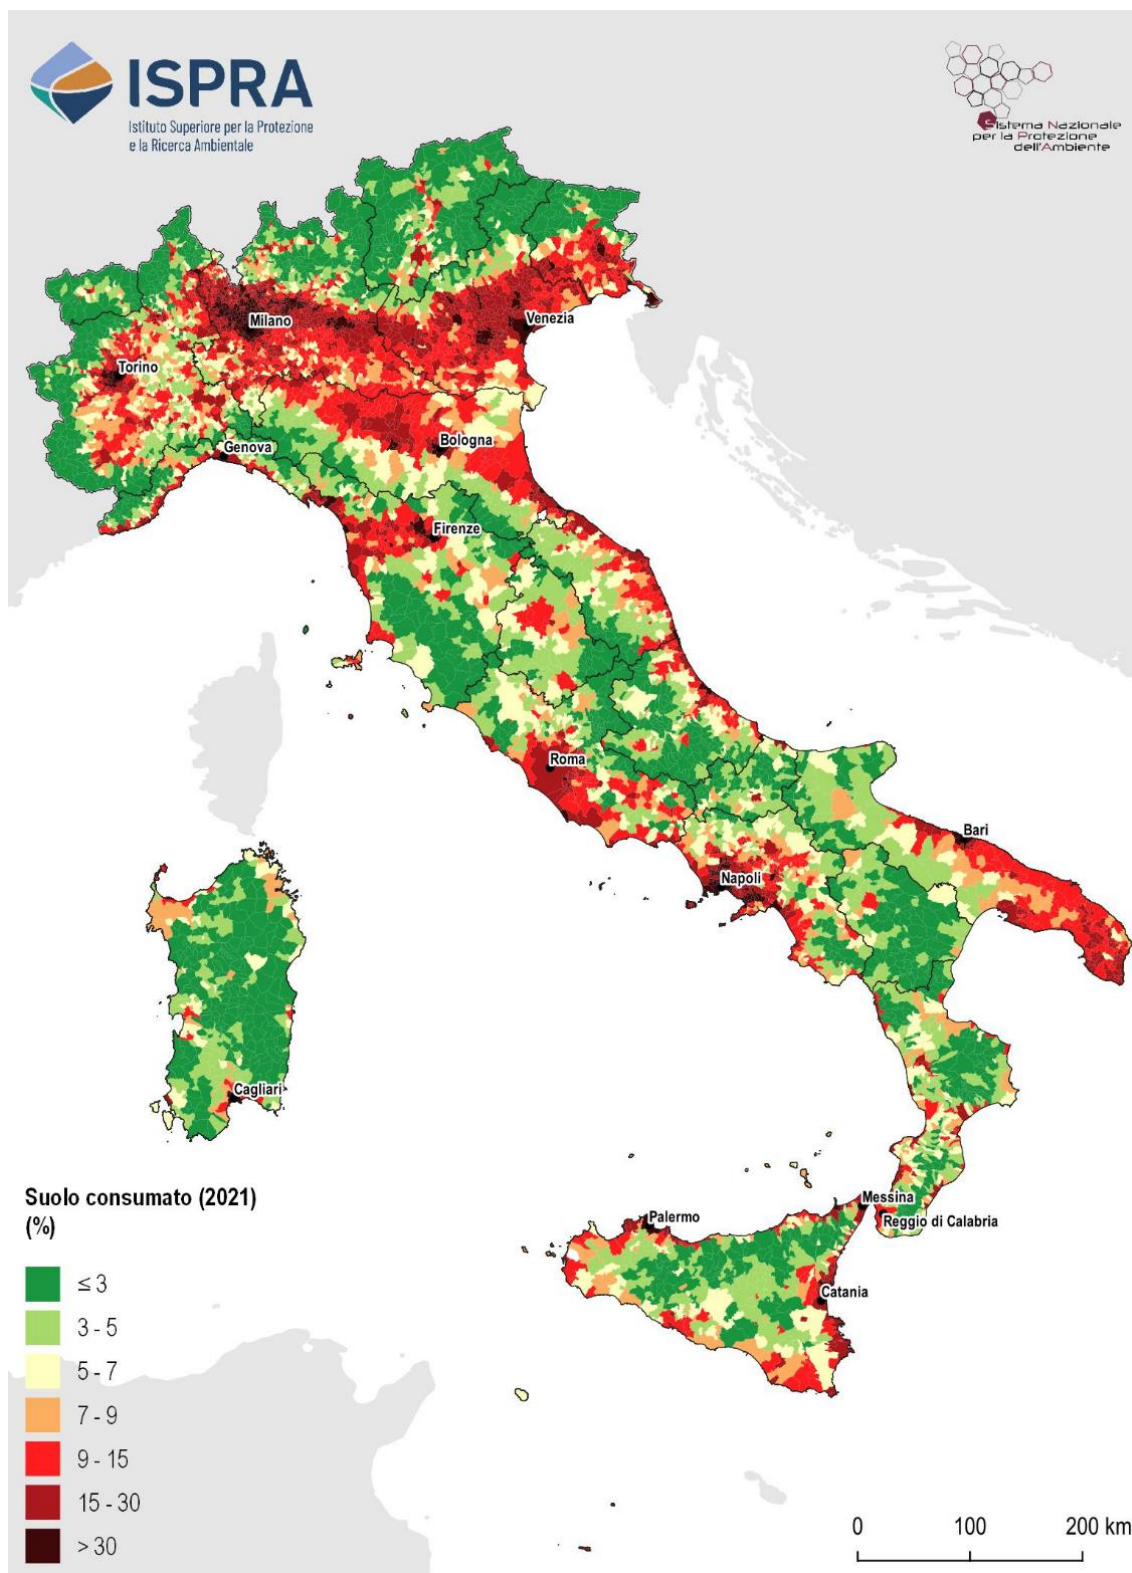 ISPRA
Istituto Superiore per la Protezione
e la Ricerca Ambientale
Sistema Nazionale
per la Protezione
dell'Ambiente
Milano
Venezia
Torino
Bologna
Genova
Firenze
Roma
Bari
Napoli
Cagliari
Messina
Reggio di Calabria
Palermo
Catania
Suolo consumato (2021)
(%)
≤ 3
3 - 5
5 - 7
7 - 9
9 - 15
15 - 30
> 30
0 100 200 km